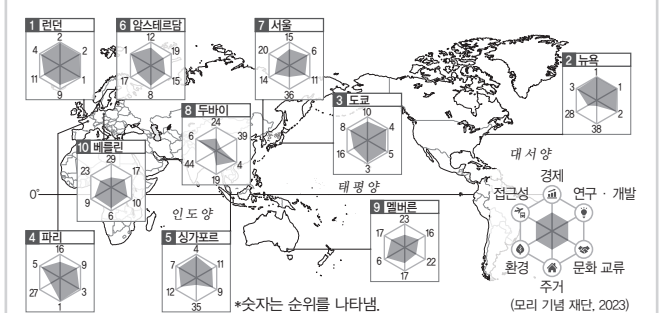 1 런던
2
4 2
11 1
9
6 암스테르담
12
1 19
11 15
8
7 서울
15
20 6
14 11
36
2 뉴욕
1
3 1
28 2
38
3 도쿄
10
8 4
16 5
3
8 두바이
24
6 39
44 4
19
10 베를린
29
23 17
9 10
6
대서양
태평양
인도양
0°
4 파리
16
5 9
27 3
1
5 싱가포르
4
7 11
12 9
35
9 멜버른
23
17 16
6 22
17
경제
접근성 연구·개발
환경 문화 교류
주거
*숫자는 순위를 나타냄.
(모리 기념 재단, 2023)